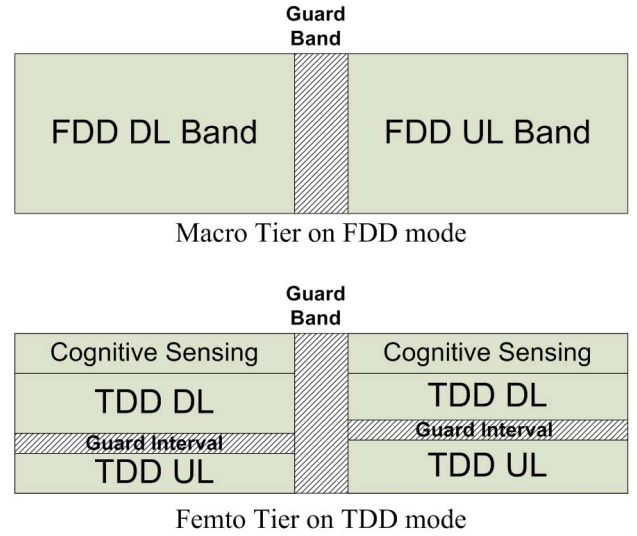 Guard
Band
FDD DL Band
FDD UL Band
Macro Tier on FDD mode
Guard
Band
Cognitive Sensing
Cognitive Sensing
TDD DL
TDD DL
Guard Interval
Guard Interval
TDD UL
TDD UL
Femto Tier on TDD mode